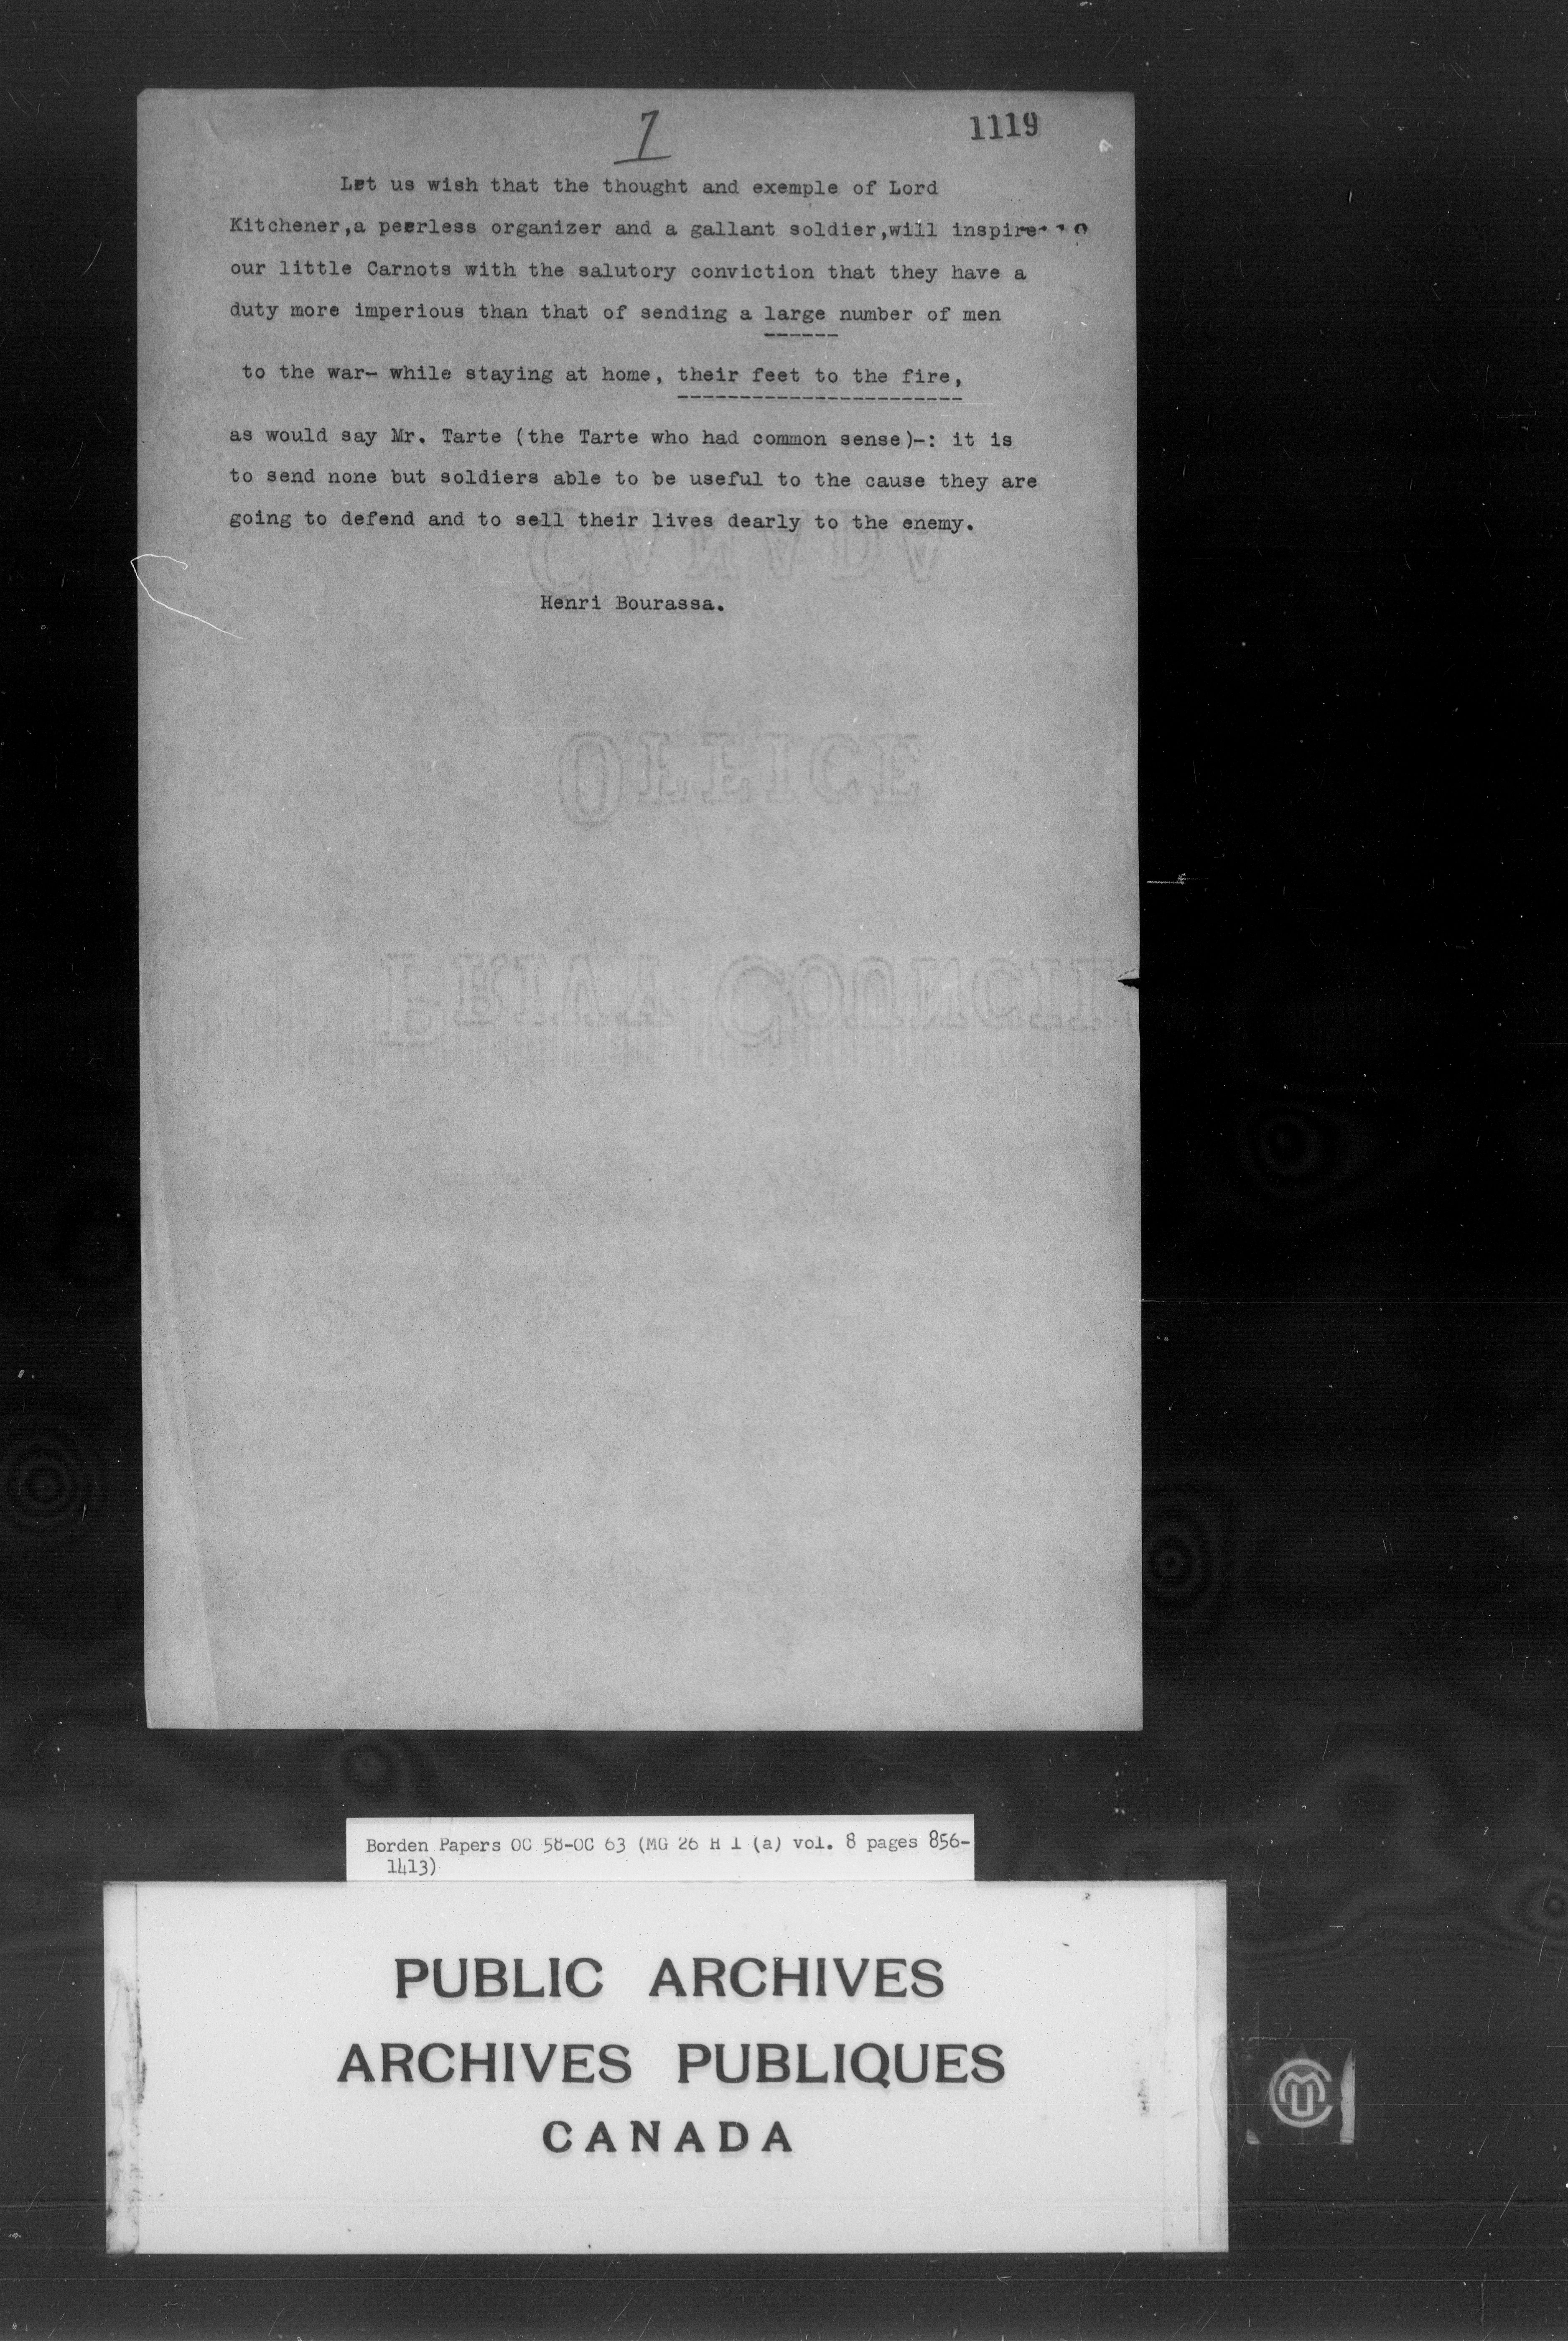 7
1119
Let us wish that the thought and exemple of Lord
Kitchener,a peerless organizer and a gallant soldier,will inspire
our little Carnots with the salutory conviction that they have a
duty more imperious than that of sending a large number of men
to the war- while staying at home, their feet to the fire,
as would say Mr. Tarte (the Tarte who had common sense)-: it is
to send none but soldiers able to be useful to the cause they are
going to defend and to sell their lives dearly to the enemy.
CANADA
Henri Bourassa.
OFFICE
PRIVY COUNCIL
Borden Papers OC 58-OC 63 (MG 26 H 1 (a) vol. 8 pages 856-
1413)
PUBLIC ARCHIVES
ARCHIVES PUBLIQUES
CANADA